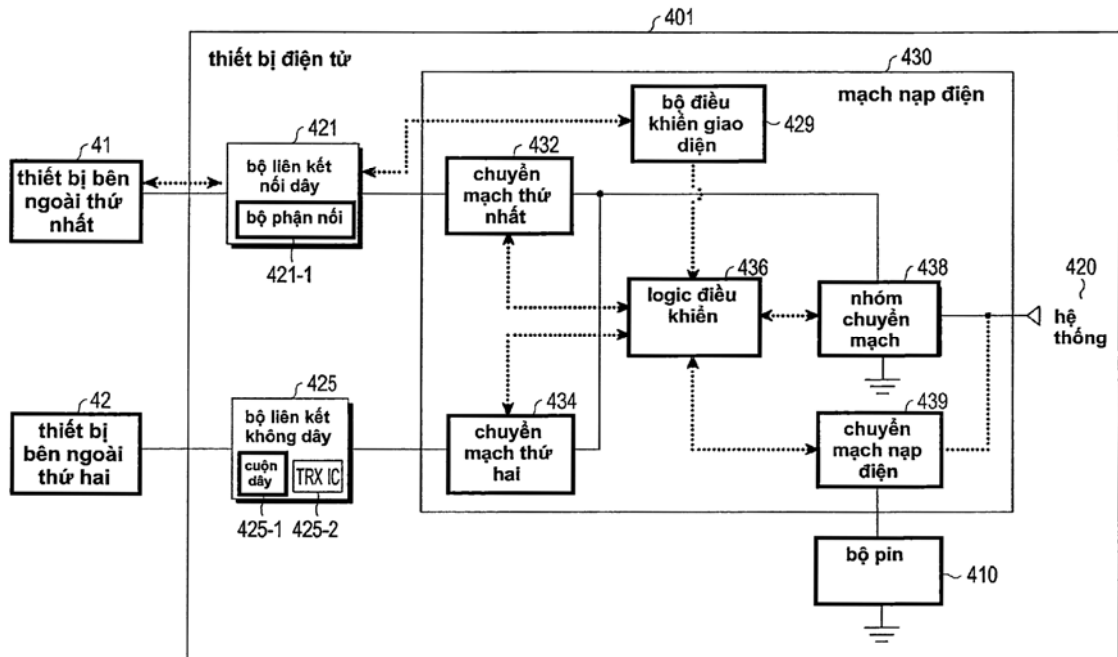 401
thiết bị điện tử
430
mạch nạp điện
bộ điều
khiển giao
diện
429
41
thiết bị bên
ngoài thứ
nhất
421
bộ liên kết
nối dây
bộ phận nối
421-1
432
chuyển
mạch thứ
nhất
436
logic điều
khiển
438
nhóm
chuyển
mạch
420
hệ
thống
42
thiết bị
bên ngoài
thứ hai
425
bộ liên kết
không dây
cuộn
dây
TRX IC
425-1
425-2
434
chuyển
mạch thứ
hai
439
chuyển
mạch nạp
điện
bộ pin
410